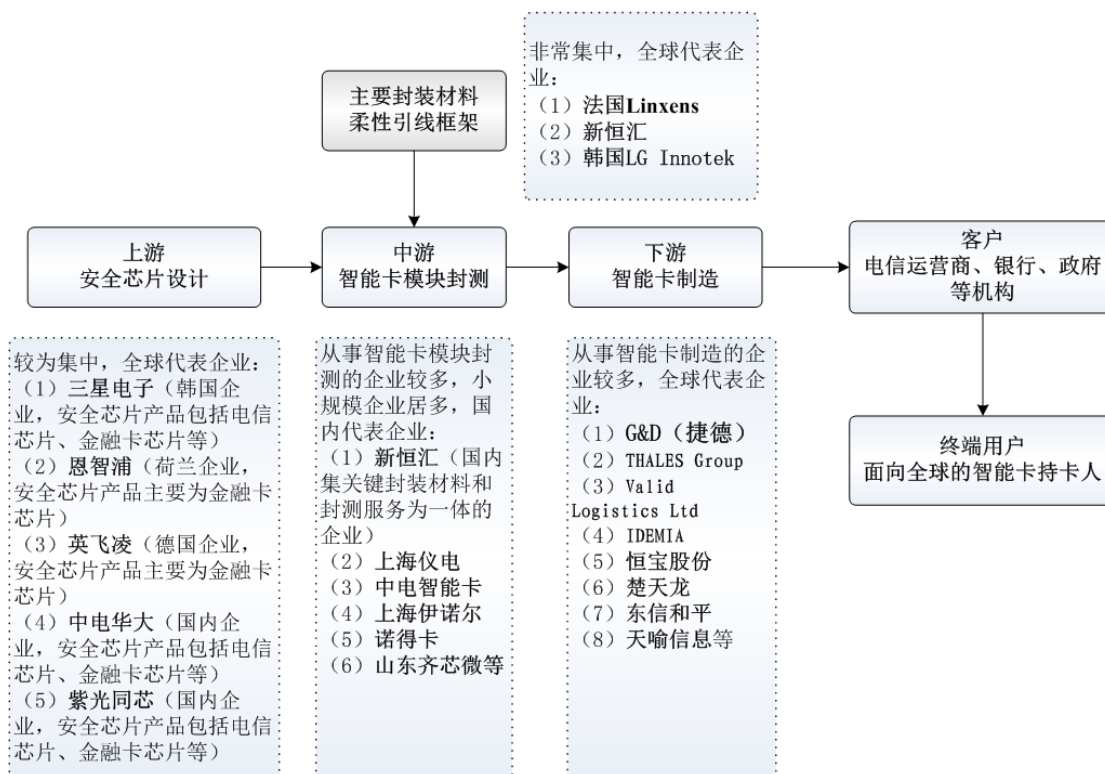 非常集中，全球代表企
业：
（1）法国Linxens
（2）新恒汇
（3）韩国LG Innotek
主要封装材料
柔性引线框架
上游
安全芯片设计
中游
智能卡模块封测
下游
智能卡制造
客户
电信运营商、银行、政府
等机构
较为集中，全球代表企业：
（1）三星电子（韩国企
业，安全芯片产品包括电信
芯片、金融卡芯片等）
（2）恩智浦（荷兰企业，
安全芯片产品主要为金融卡
芯片）
（3）英飞凌（德国企业，
安全芯片产品主要为金融卡
芯片）
（4）中电华大（国内企
业，安全芯片产品包括电信
芯片、金融卡芯片等）
（5）紫光同芯（国内企
业，安全芯片产品包括电信
芯片、金融卡芯片等）
从事智能卡模块封
测的企业较多，小
规模企业居多，国
内代表企业：
（1）新恒汇（国内
集关键封装材料和
封测服务为一体的
企业）
（2）上海仪电
（3）中电智能卡
（4）上海伊诺尔
（5）诺得卡
（6）山东齐芯微等
从事智能卡制造的企
业较多，全球代表企
业：
（1）G&D（捷德）
（2）THALES Group
（3）Valid
Logistics Ltd
（4）IDEMIA
（5）恒宝股份
（6）楚天龙
（7）东信和平
（8）天喻信息等
终端用户
面向全球的智能卡持卡人